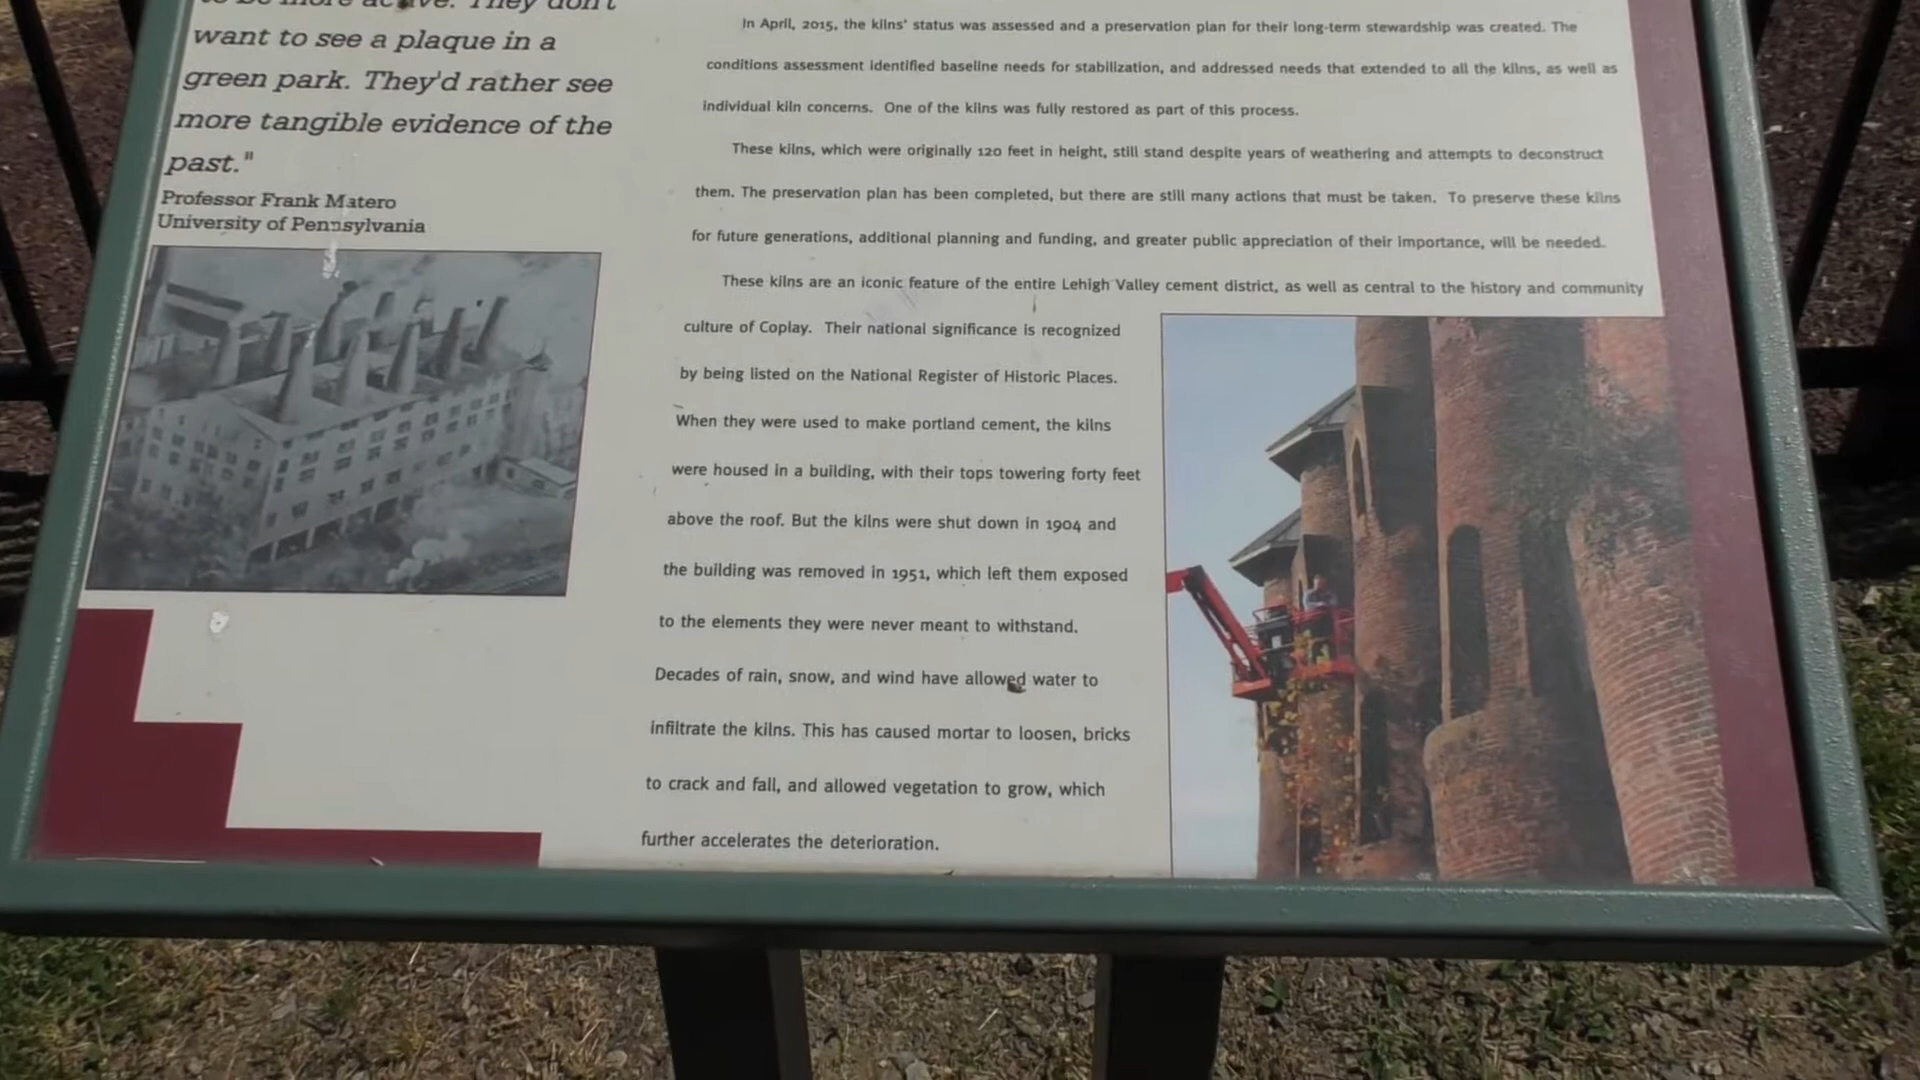 to be more active. They don't
want to see a plaque in a
green park. They'd rather see
more tangible evidence of the
past."
Professor Frank Matero
University of Pennsylvania
In April, 2015, the kilns' status was assessed and a preservation plan for their long-term stewardship was created. The
conditions assessment identified baseline needs for stabilization, and addressed needs that extended to all the kilns, as well as
individual kiln concerns. One of the kilns was fully restored as part of this process.
These kilns, which were originally 120 feet in height, still stand despite years of weathering and attempts to deconstruct
them. The preservation plan has been completed, but there are still many actions that must be taken. To preserve these kilns
for future generations, additional planning and funding, and greater public appreciation of their importance, will be needed.
These kilns are an iconic feature of the entire Lehigh Valley cement district, as well as central to the history and community
culture of Coplay. Their national significance is recognized
by being listed on the National Register of Historic Places.
When they were used to make portland cement, the kilns
were housed in a building, with their tops towering forty feet
above the roof. But the kilns were shut down in 1904 and
the building was removed in 1951, which left them exposed
to the elements they were never meant to withstand.
Decades of rain, snow, and wind have allowed water to
infiltrate the kilns. This has caused mortar to loosen, bricks
to crack and fall, and allowed vegetation to grow, which
further accelerates the deterioration.